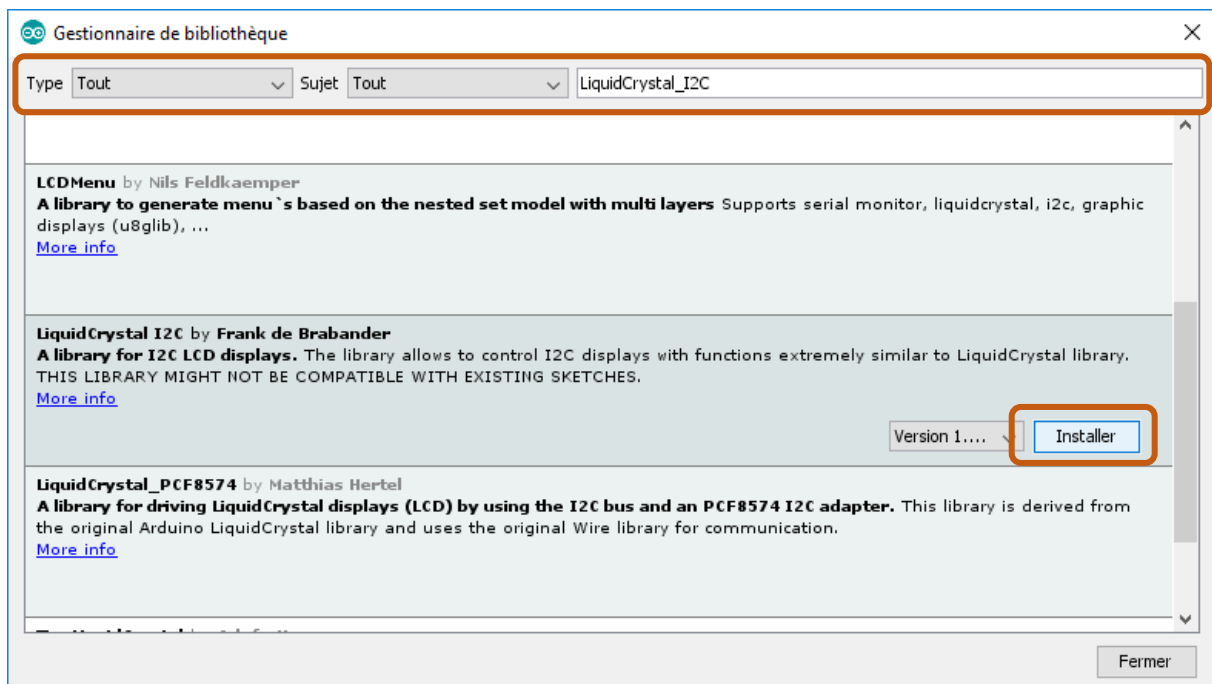 Gestionnaire de bibliothèque
Type Tout Sujet Tout LiquidCrystal_I2C
LCDMenu by Nils Feldkaemper
A library to generate menu`s based on the nested set model with multi layers Supports serial monitor, liquidcrystal, i2c, graphic
displays (u8glib), ...
More info
LiquidCrystal I2C by Frank de Brabander
A library for I2C LCD displays. The library allows to control I2C displays with functions extremely similar to LiquidCrystal library.
THIS LIBRARY MIGHT NOT BE COMPATIBLE WITH EXISTING SKETCHES.
More info
Version 1.... Installer
LiquidCrystal_PCF8574 by Matthias Hertel
A library for driving LiquidCrystal displays (LCD) by using the I2C bus and an PCF8574 I2C adapter. This library is derived from
the original Arduino LiquidCrystal library and uses the original Wire library for communication.
More info
Fermer